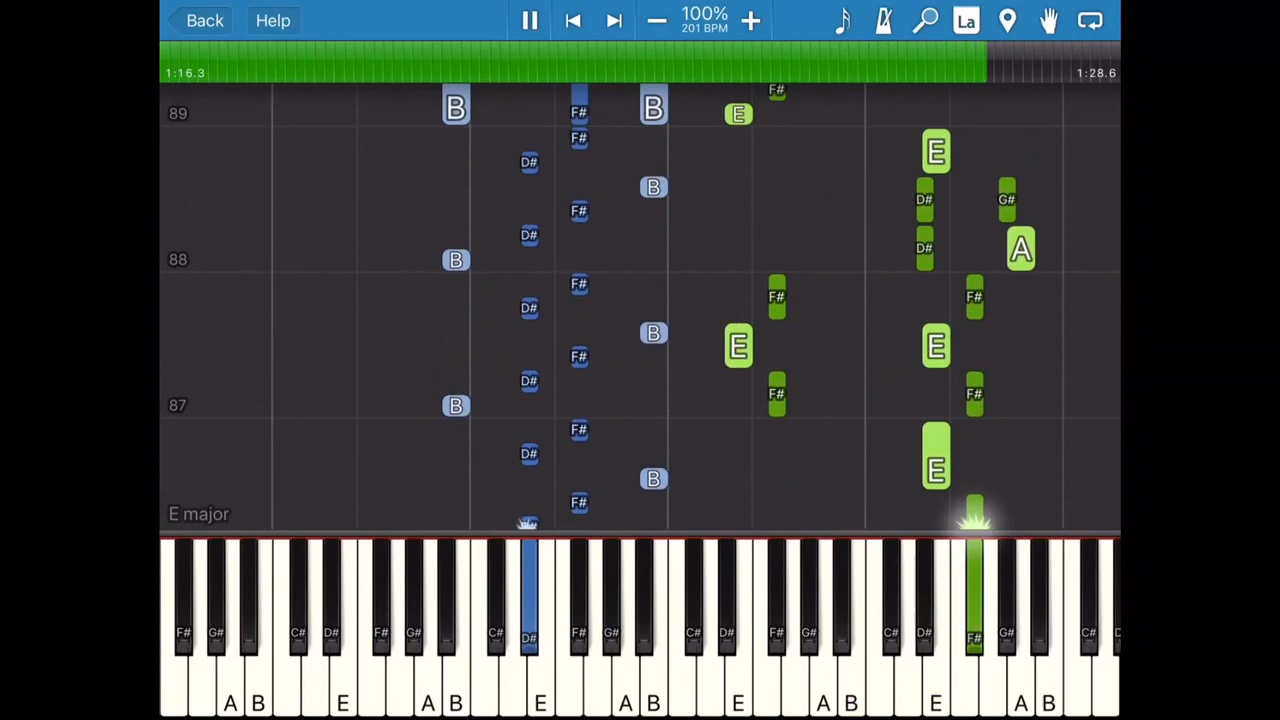 Back Help 100% La
201 BPM
1:16.3 1:28.6
F#
89 B F# B E
F#
D# E
B
D# G#
F#
D# D# A
88 B
F# F# F#
D#
B E E
F#
D# F# F#
87 B
F#
D# E
B
F#
E major
F# G# C# D# F# G# C# D# F# G# C# D# F# G# C# D# F# G# C#
A B E A B E A B E A B E A B